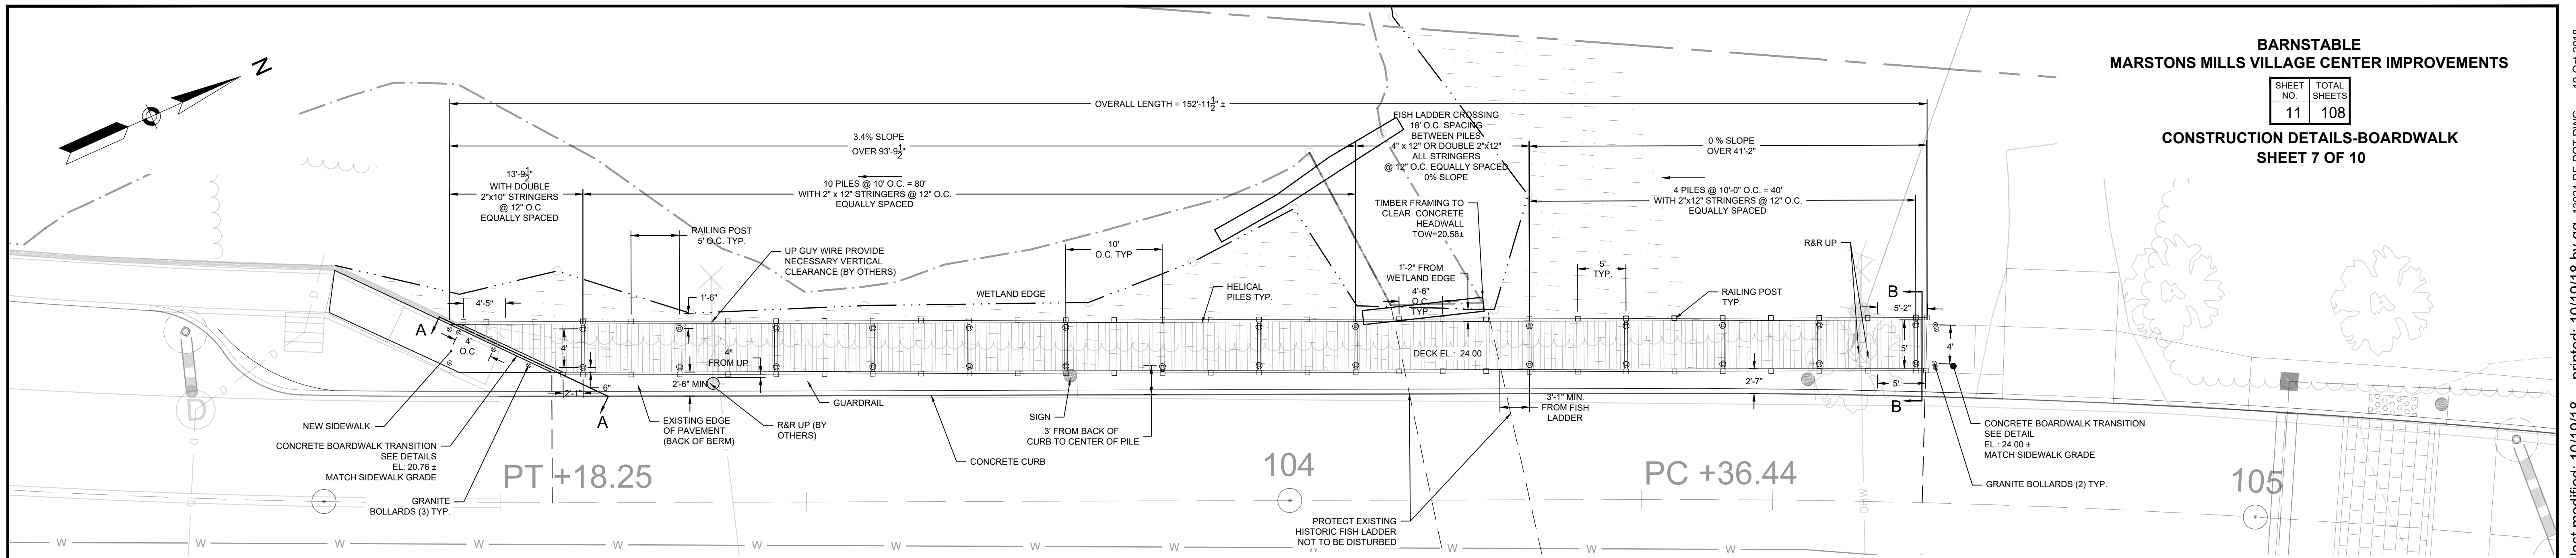 BARNSTABLE
MARSTONS MILLS VILLAGE CENTER IMPROVEMENTS
SHEET NO.
TOTAL SHEETS
11
108
CONSTRUCTION DETAILS-BOARDWALK
SHEET 7 OF 10
N
OVERALL LENGTH = 152'-11 1/2" ±
3.4% SLOPE
OVER 93'-9 1/2"
FISH LADDER CROSSING
18' O.C. SPACING
BETWEEN PILES
4" x 12" OR DOUBLE 2"x12"
ALL STRINGERS
@ 12" O.C. EQUALLY SPACED
0% SLOPE
0 % SLOPE
OVER 41'-2"
13'-9 1/2"
WITH DOUBLE
2"x10" STRINGERS
@ 12" O.C.
EQUALLY SPACED
10 PILES @ 10' O.C. = 80'
WITH 2" x 12" STRINGERS @ 12" O.C.
EQUALLY SPACED
4 PILES @ 10'-0" O.C. = 40'
WITH 2"x12" STRINGERS @ 12" O.C.
EQUALLY SPACED
RAILING POST
5' O.C. TYP.
UP GUY WIRE PROVIDE
NECESSARY VERTICAL
CLEARANCE (BY OTHERS)
10'
O.C. TYP
TIMBER FRAMING TO
CLEAR CONCRETE
HEADWALL
TOW=20.58±
1'-2" FROM
WETLAND EDGE
5'
TYP.
R&R UP
4'-5"
1'-6"
WETLAND EDGE
HELICAL
PILES TYP.
4'-6"
O.C.
TYP.
RAILING POST
TYP.
B
5'-2"
A
4'
O.C.
4'
4"
FROM UP
DECK EL.: 24.00
5'
4'
2'-1"
6"
2'-6" MIN
2'-7"
5'
B
A
NEW SIDEWALK
CONCRETE BOARDWALK TRANSITION
SEE DETAILS
EL: 20.76 ±
MATCH SIDEWALK GRADE
GRANITE
BOLLARDS (3) TYP.
EXISTING EDGE
OF PAVEMENT
(BACK OF BERM)
R&R UP (BY
OTHERS)
GUARDRAIL
CONCRETE CURB
SIGN
3' FROM BACK OF
CURB TO CENTER OF PILE
3'-1" MIN.
FROM FISH
LADDER
PROTECT EXISTING
HISTORIC FISH LADDER
NOT TO BE DISTURBED
CONCRETE BOARDWALK TRANSITION
SEE DETAIL
EL.: 24.00 ±
MATCH SIDEWALK GRADE
GRANITE BOLLARDS (2) TYP.
PT +18.25
104
PC +36.44
105
D
D
D
D
D
OHW
W W W W W W W W W W W W W